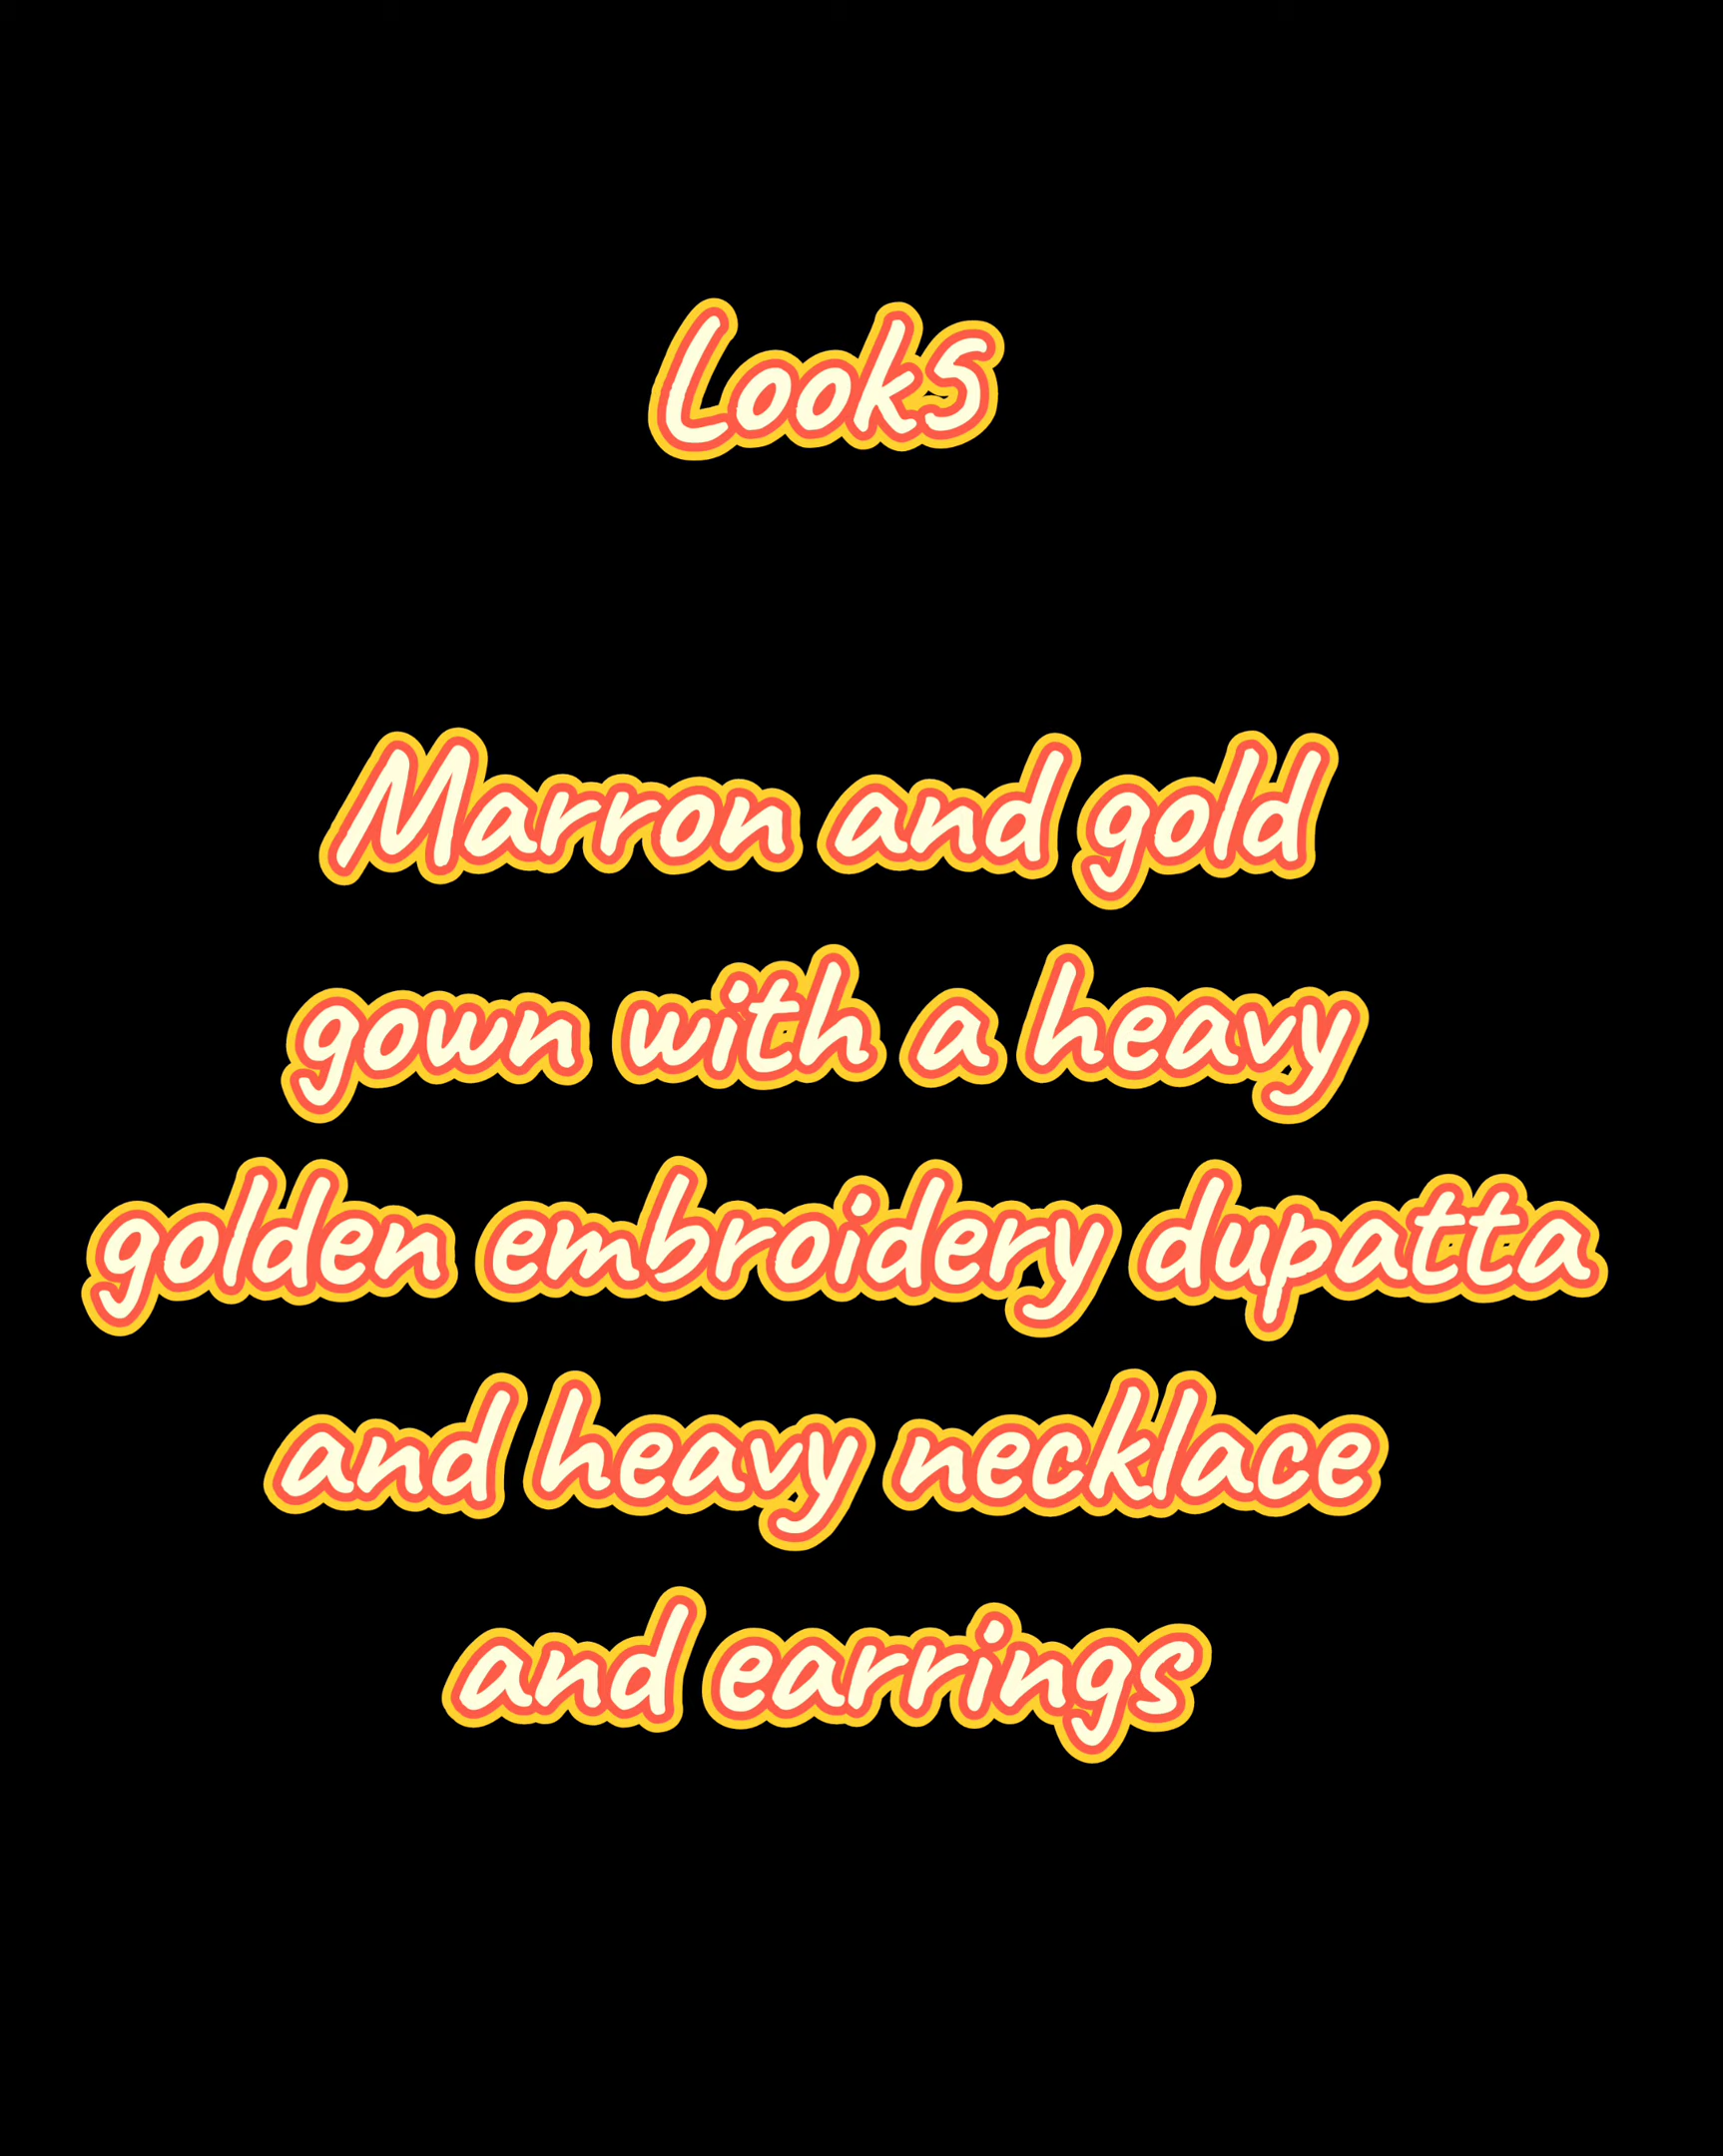 Looks
Marron and gold
gown with a heavy
golden embroidery dupatta
and heavy necklace
and earrings